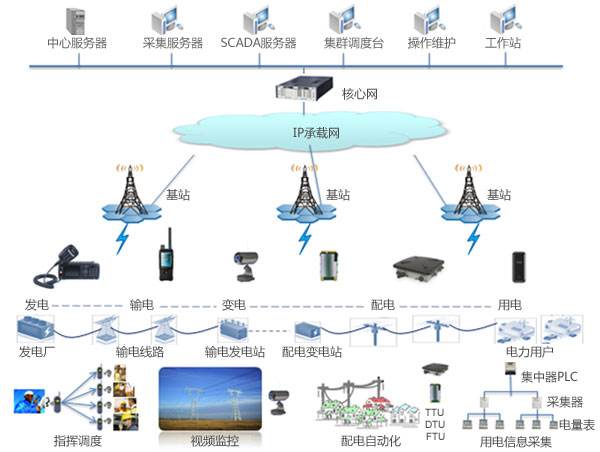 中心服务器 采集服务器 SCADA服务器 集群调度台 操作维护 工作站
核心网
IP承载网
基站 基站 基站
发电 输电 变电 配电 用电
发电厂 输电线路 输电发电站 配电变电站 电力用户
集中器PLC
采集器
TTU
电量表
DTU
指挥调度 视频监控 配电自动化 FTU 用电信息采集